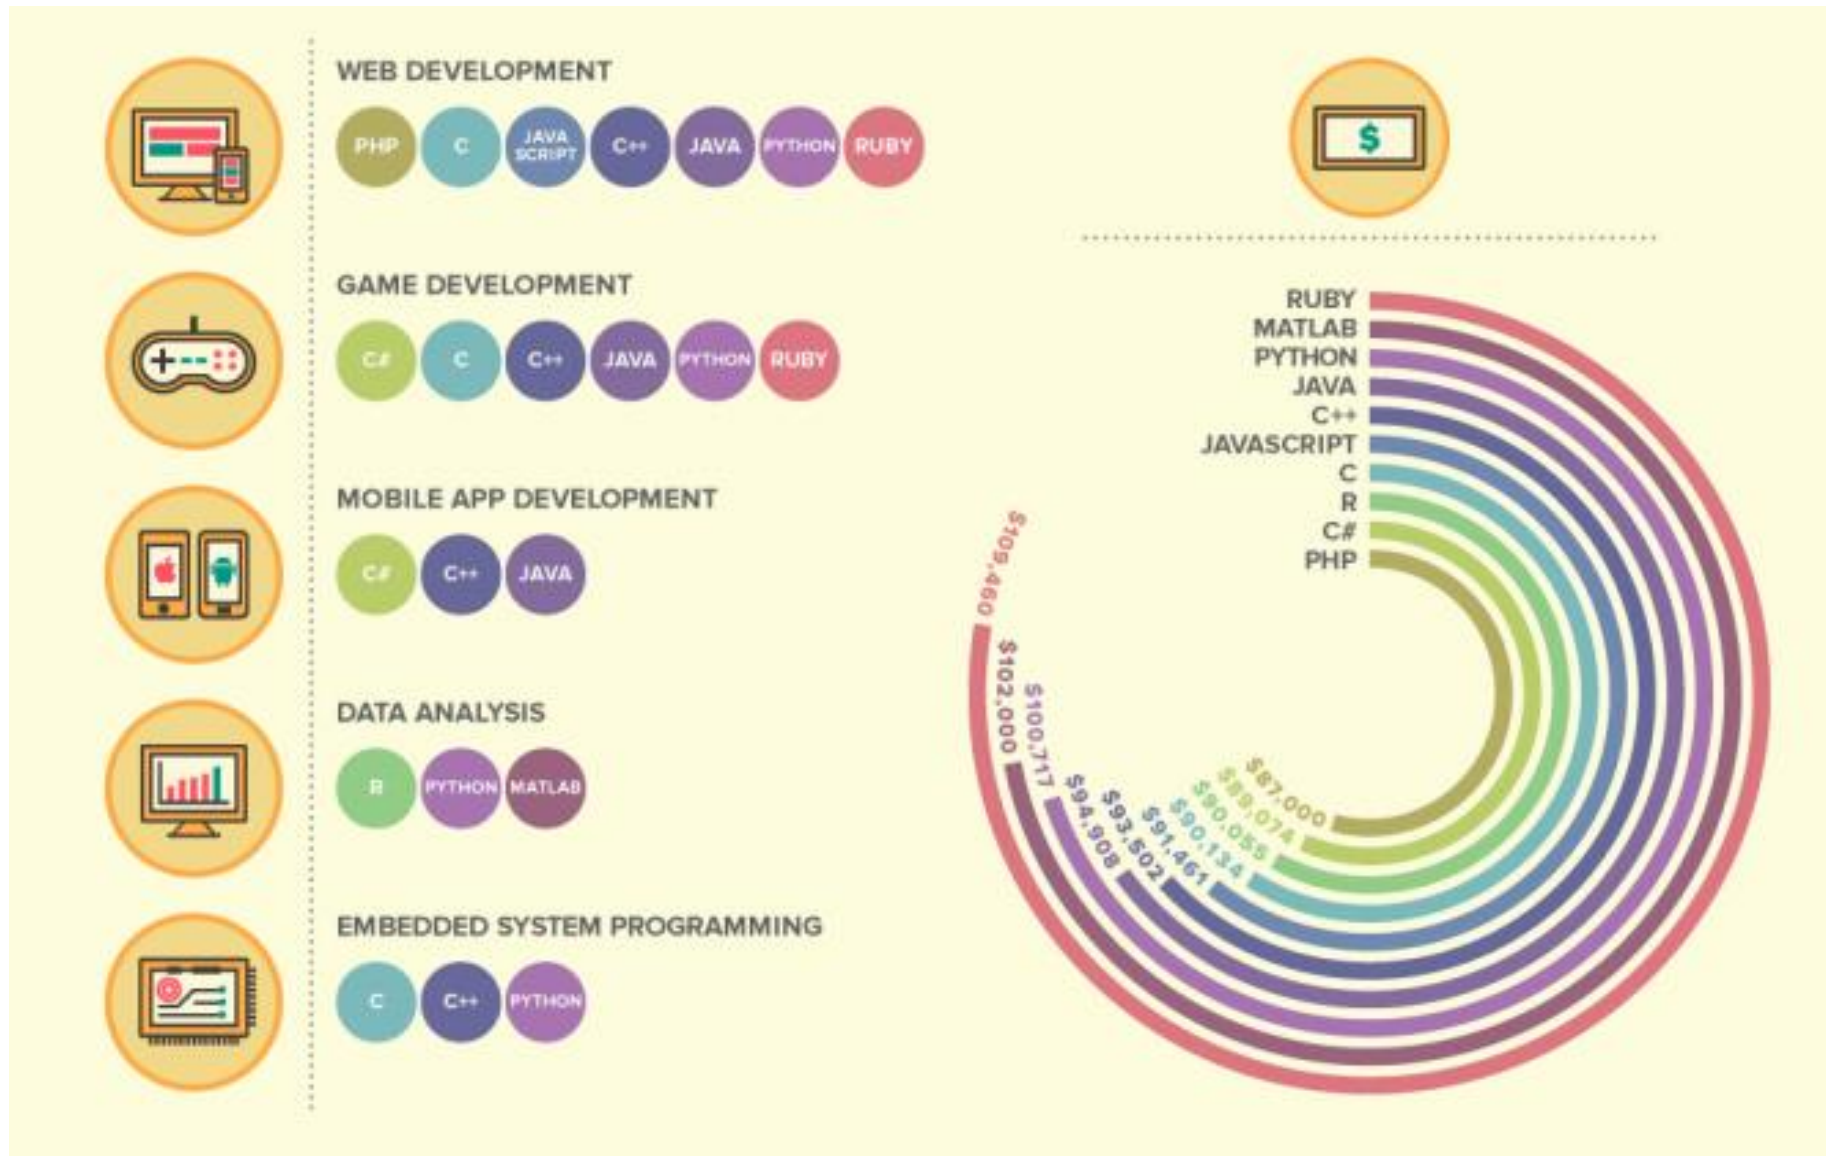 WEB DEVELOPMENT
PHP
C
JAVA
SCRIPT
C++
JAVA
PYTHON
RUBY
GAME DEVELOPMENT
C#
C
C++
JAVA
PYTHON
RUBY
MOBILE APP DEVELOPMENT
C#
C++
JAVA
DATA ANALYSIS
R
PYTHON
MATLAB
EMBEDDED SYSTEM PROGRAMMING
C
C++
PYTHON
$
RUBY
MATLAB
PYTHON
JAVA
C++
JAVASCRIPT
C
R
C#
PHP
$109,460
$102,000
$100,717
$94,908
$93,502
$91,461
$90,134
$90,055
$89,074
$87,000